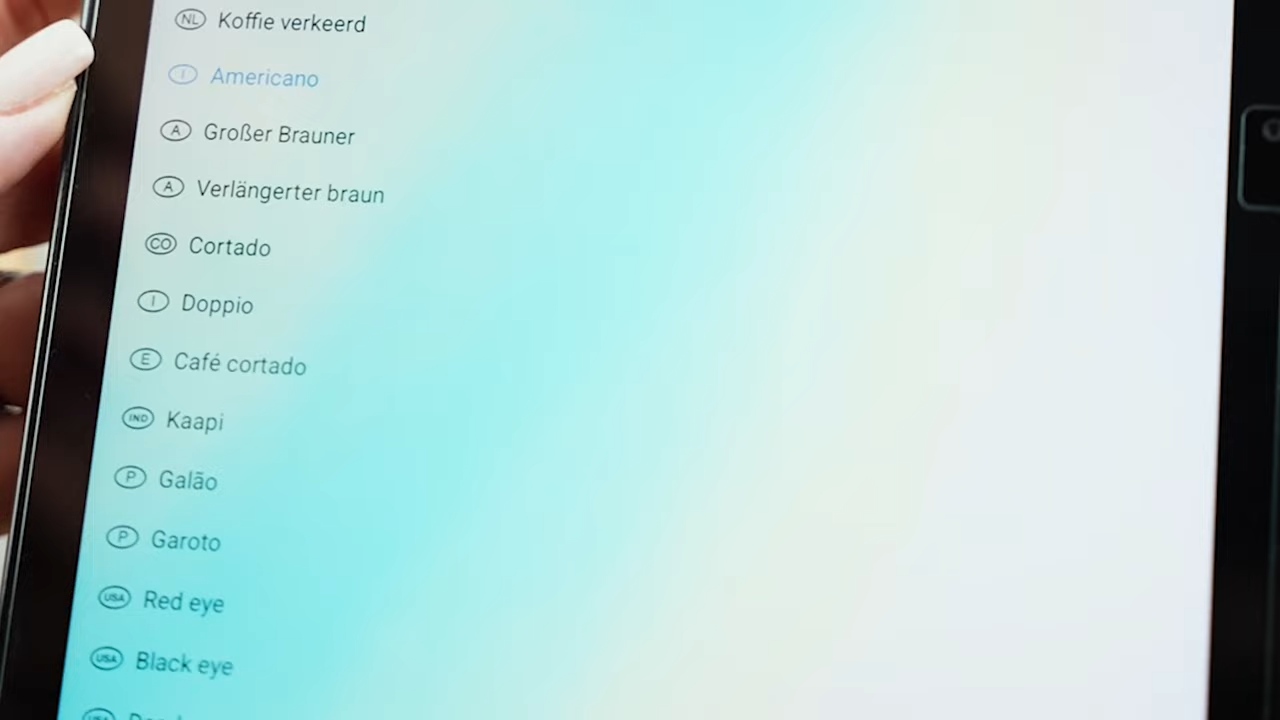 NL Koffie verkeerd
I Americano
A Großer Brauner
A Verlängerter braun
CO Cortado
I Doppio
E Café cortado
IND Kaapi
P Galão
P Garoto
USA Red eye
USA Black eye
USA